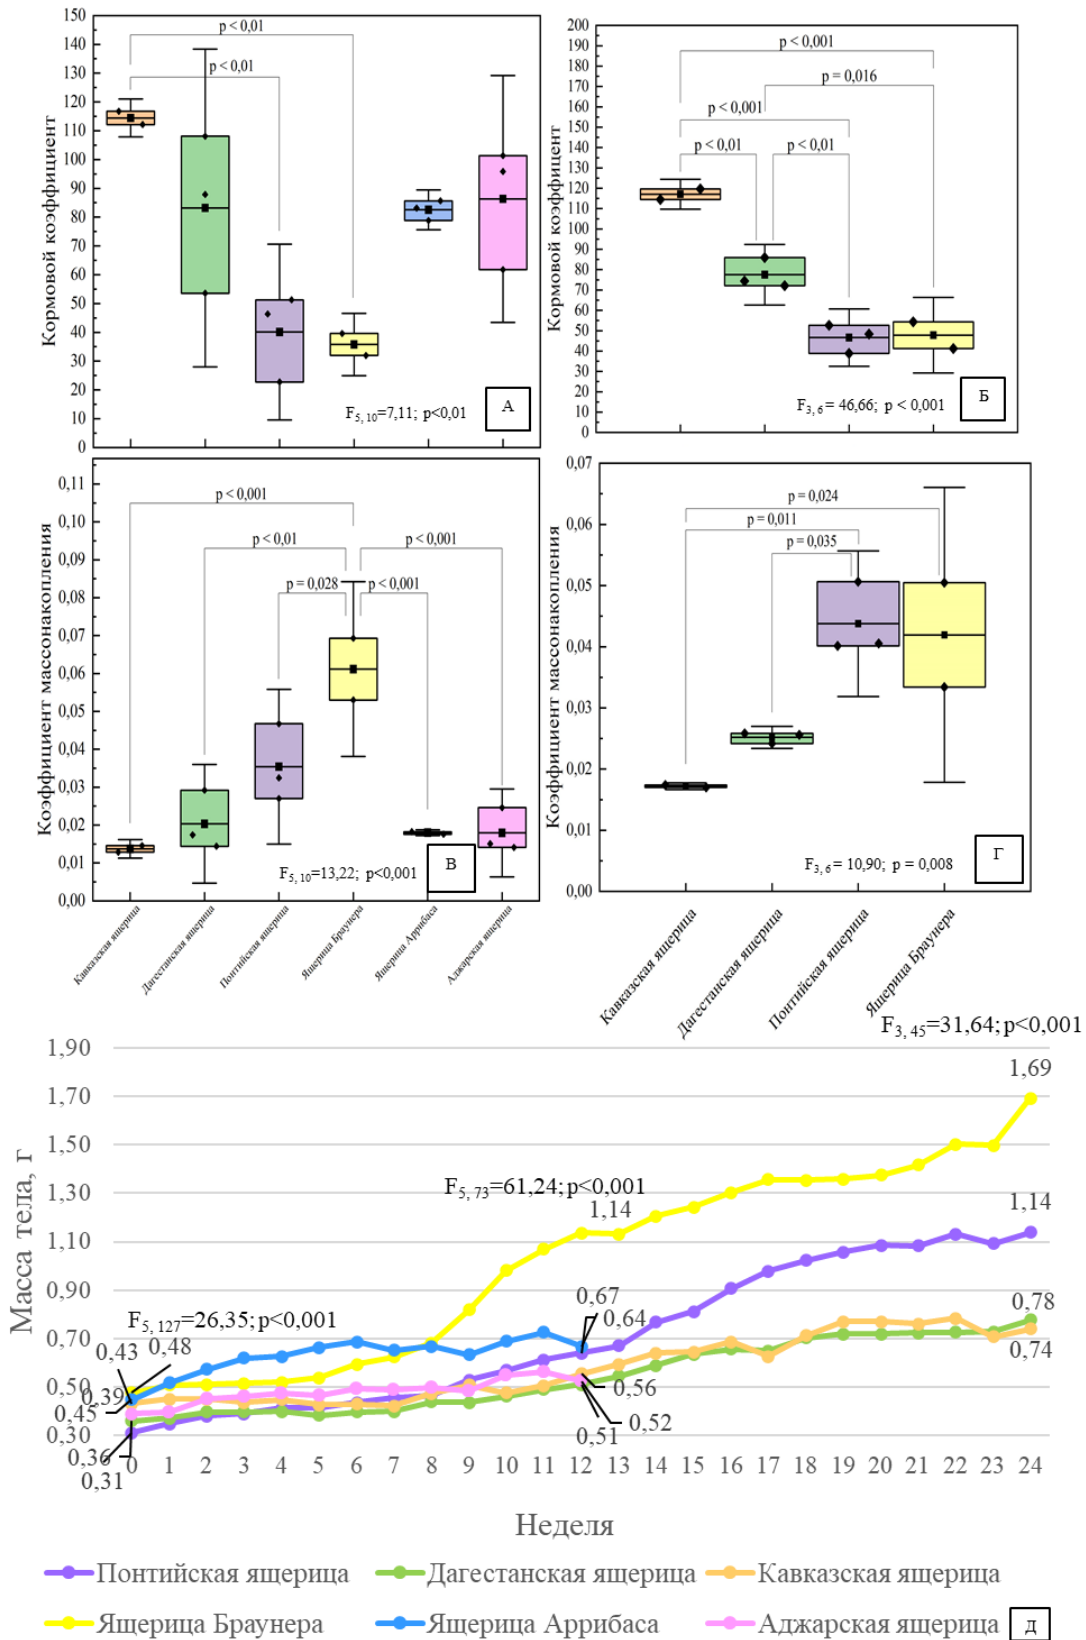 Кормовой коэффициент
150
140
130
120
110
100
90
80
70
60
50
40
30
20
10
0
p < 0,01
p < 0,01
F5, 10=7,11; p<0,01
А
Кормовой коэффицент
200
190
180
170
160
150
140
130
120
110
100
90
80
70
60
50
40
30
20
10
0
p < 0,001
p = 0,016
p < 0,001
p < 0,01
p < 0,01
F3, 6 = 46,66; p < 0,001
Б
Коэффициент массонакопления
0,11
0,10
0,09
0,08
0,07
0,06
0,05
0,04
0,03
0,02
0,01
0,00
p < 0,001
p < 0,01
p < 0,001
p = 0,028
p < 0,001
F5, 10=13,22; p<0,001
В
Кавказская ящерица
Дагестанская ящерица
Понтийская ящерица
Ящерица Браунера
Ящерица Аррибаса
Аджарская ящерица
Коэффициент массонакопления
0,07
0,06
0,05
0,04
0,03
0,02
0,01
0,00
p = 0,024
p = 0,011
p = 0,035
F3, 6 = 10,90; p = 0,008
Г
Кавказская ящерица
Дагестанская ящерица
Понтийская ящерица
Ящерица Браунера
F3, 45=31,64; p<0,001
Масса тела, г
1,90
1,70
1,50
1,30
1,10
0,90
0,70
0,50
0,30
1,69
F5, 73=61,24; p<0,001
1,14
1,14
0,67
0,64
F5, 127=26,35; p<0,001
0,43
0,48
0,39
0,45
0,36
0,31
0,56
0,52
0,51
0,78
0,74
0 1 2 3 4 5 6 7 8 9 10 11 12 13 14 15 16 17 18 19 20 21 22 23 24
Неделя
Понтийская ящерица Дагестанская ящерица Кавказская ящерица
Ящерица Браунера Ящерица Аррибаса Аджарская ящерица Д